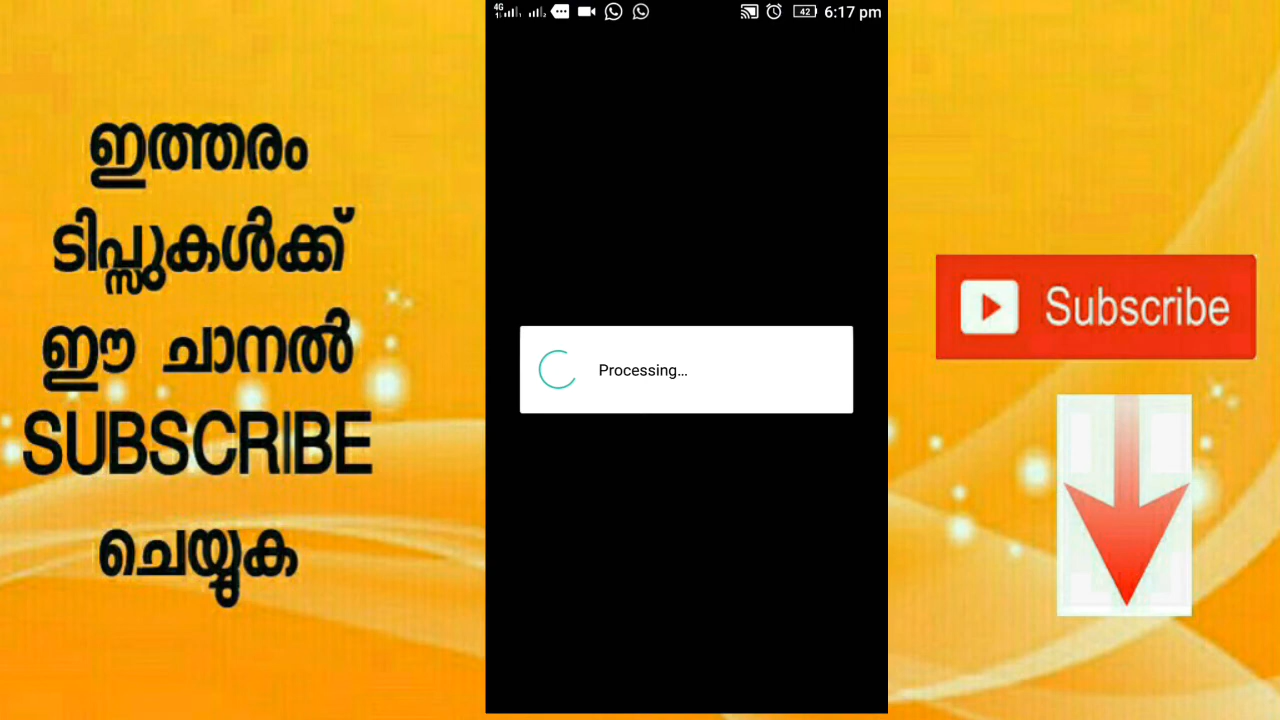 ഇത്തരം
ടിപ്സുകൾക്ക്
ഈ ചാനൽ
SUBSCRIBE
ചെയ്യുക
4G 42 6:17 pm
Processing...
Subscribe